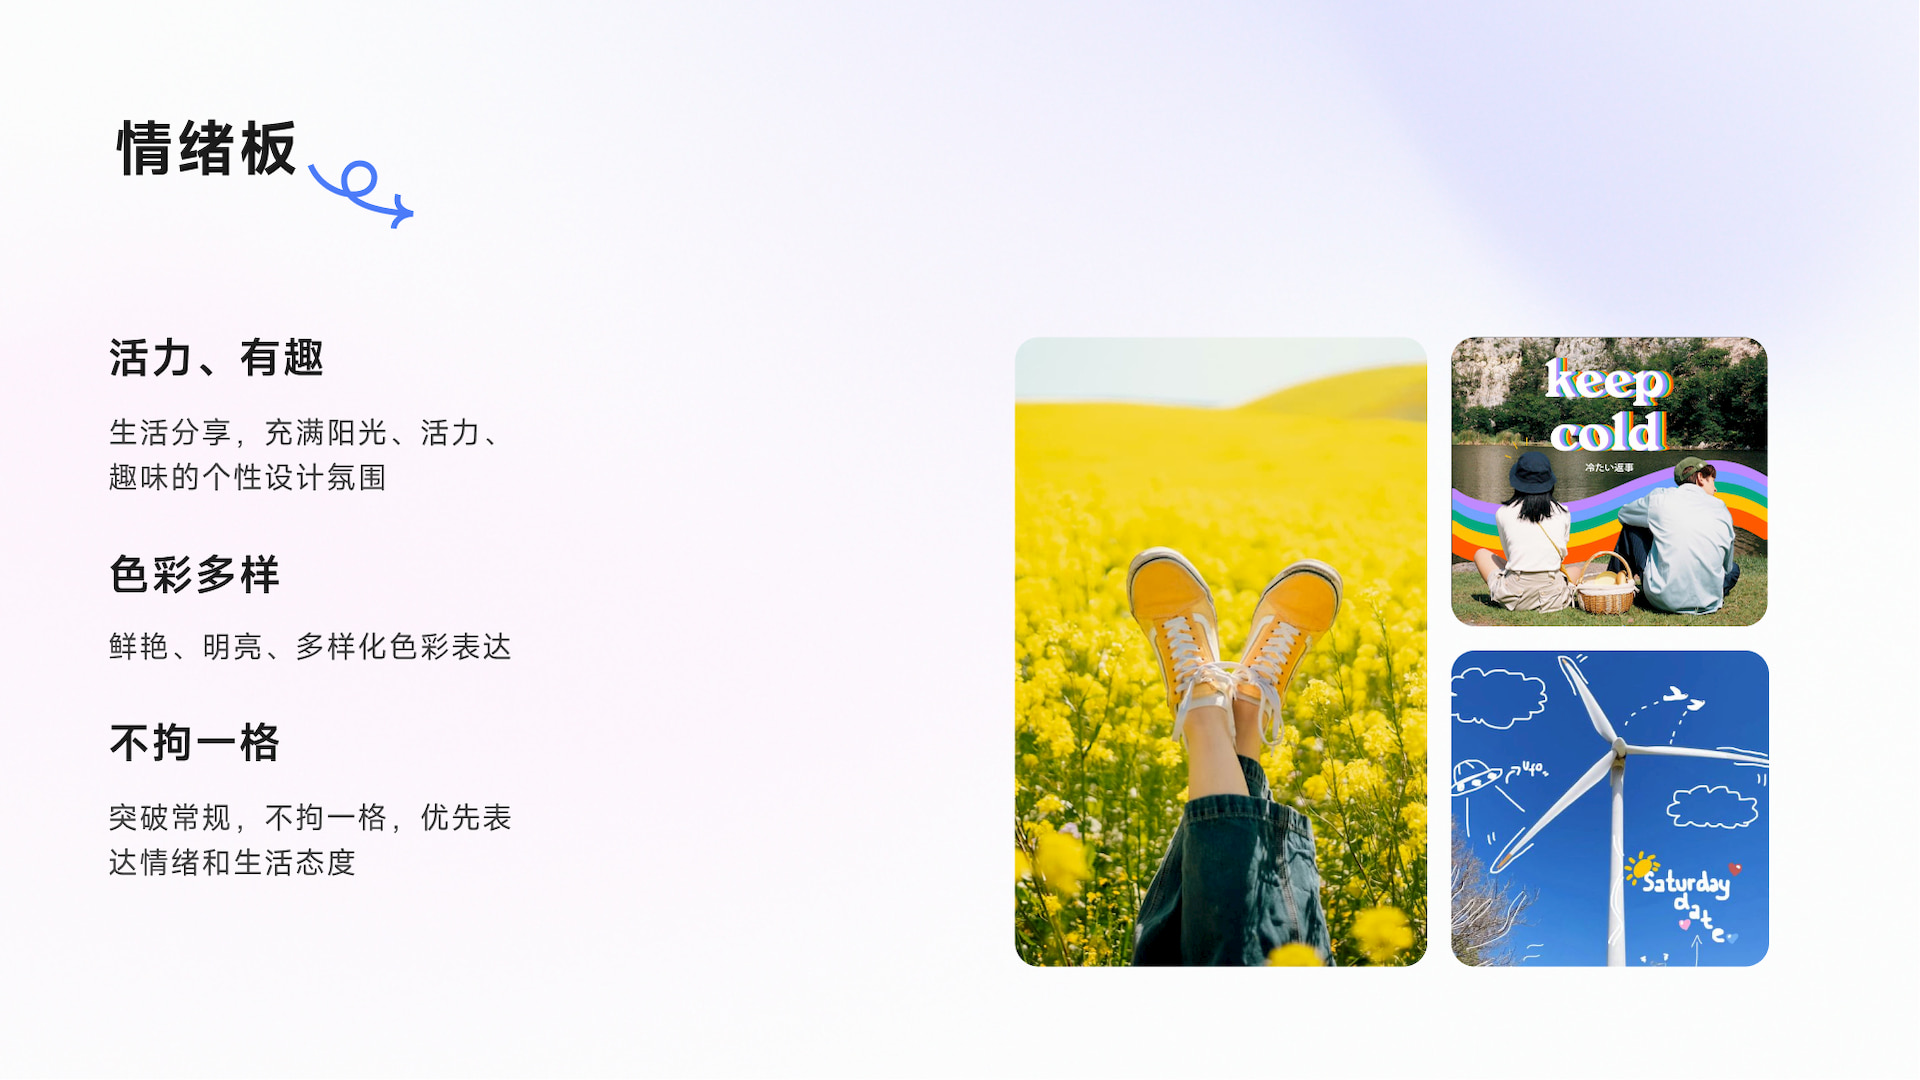 情绪板
活力、有趣
生活分享，充满阳光、活力、
趣味的个性设计氛围
色彩多样
鲜艳、明亮、多样化色彩表达
不拘一格
突破常规，不拘一格，优先表
达情绪和生活态度
keep
cold
冷たい返事
ufo
Saturday
date